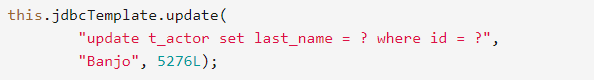 this.jdbcTemplate.update(
        "update t_actor set last_name = ? where id = ?",
        "Banjo", 5276L);